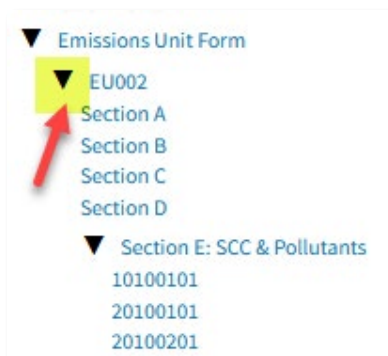 Emissions Unit Form
EU002
Section A
Section B
Section C
Section D
Section E: SCC & Pollutants
10100101
20100101
20100201